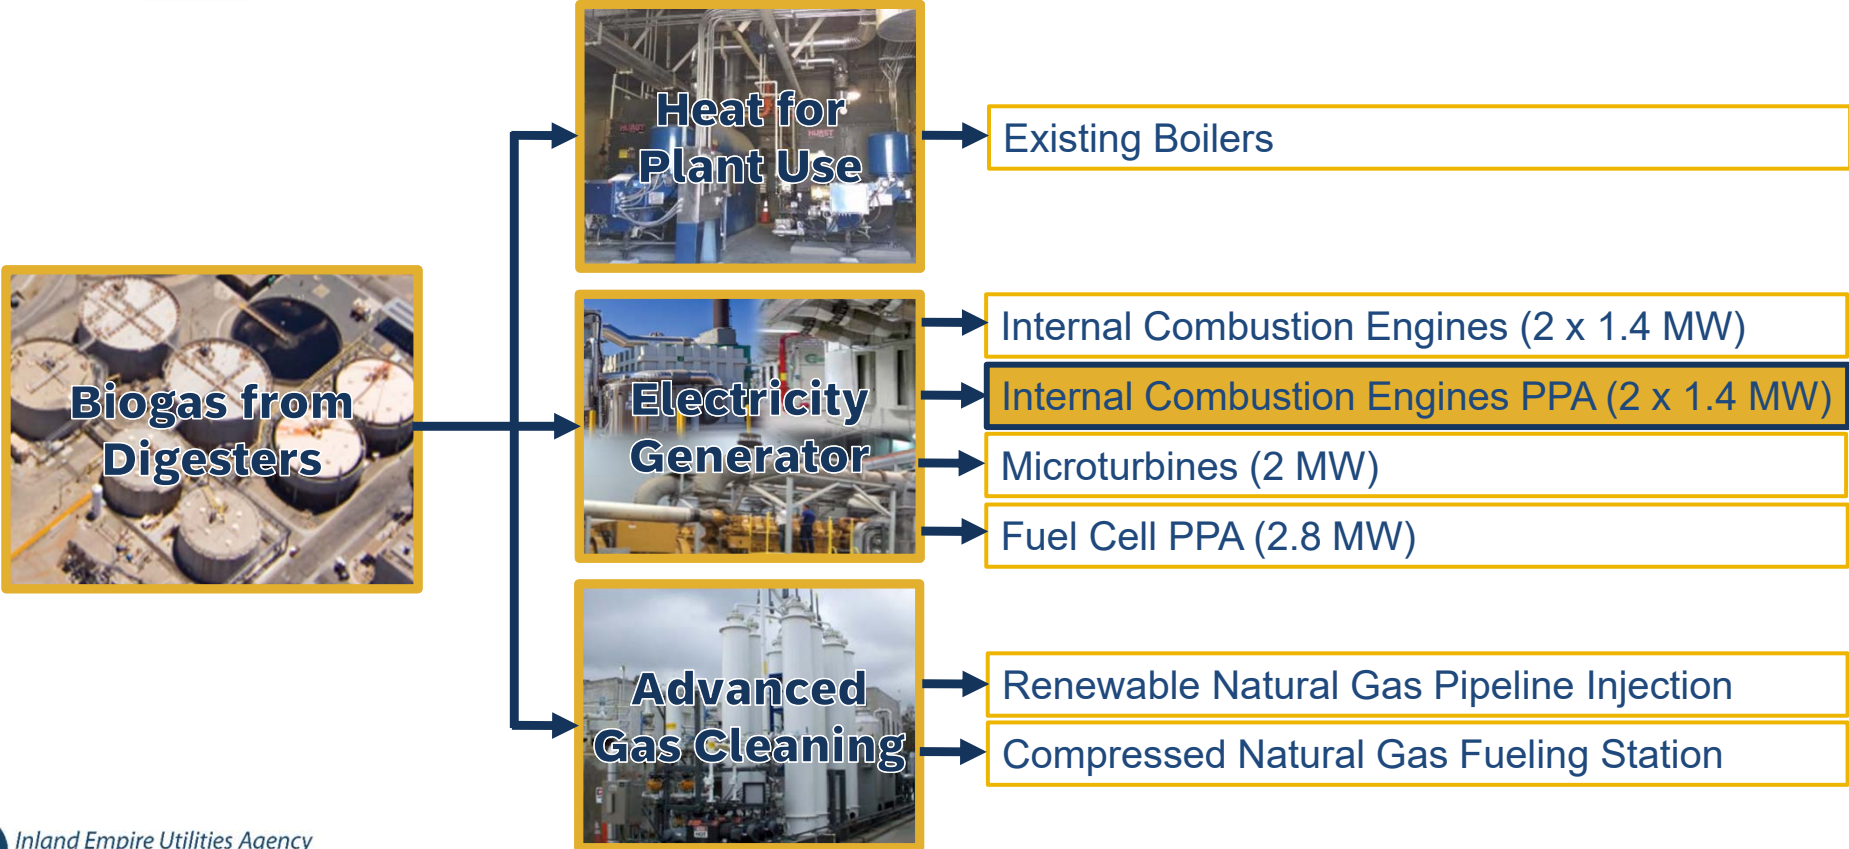 Heat for
Plant Use
Existing Boilers
Biogas from
Digesters
Electricity
Generator
Internal Combustion Engines (2 x 1.4 MW)
Internal Combustion Engines PPA (2 x 1.4 MW)
Microturbines (2 MW)
Fuel Cell PPA (2.8 MW)
Advanced
Gas Cleaning
Renewable Natural Gas Pipeline Injection
Compressed Natural Gas Fueling Station
Inland Empire Utilities Agency
HURST
HURST